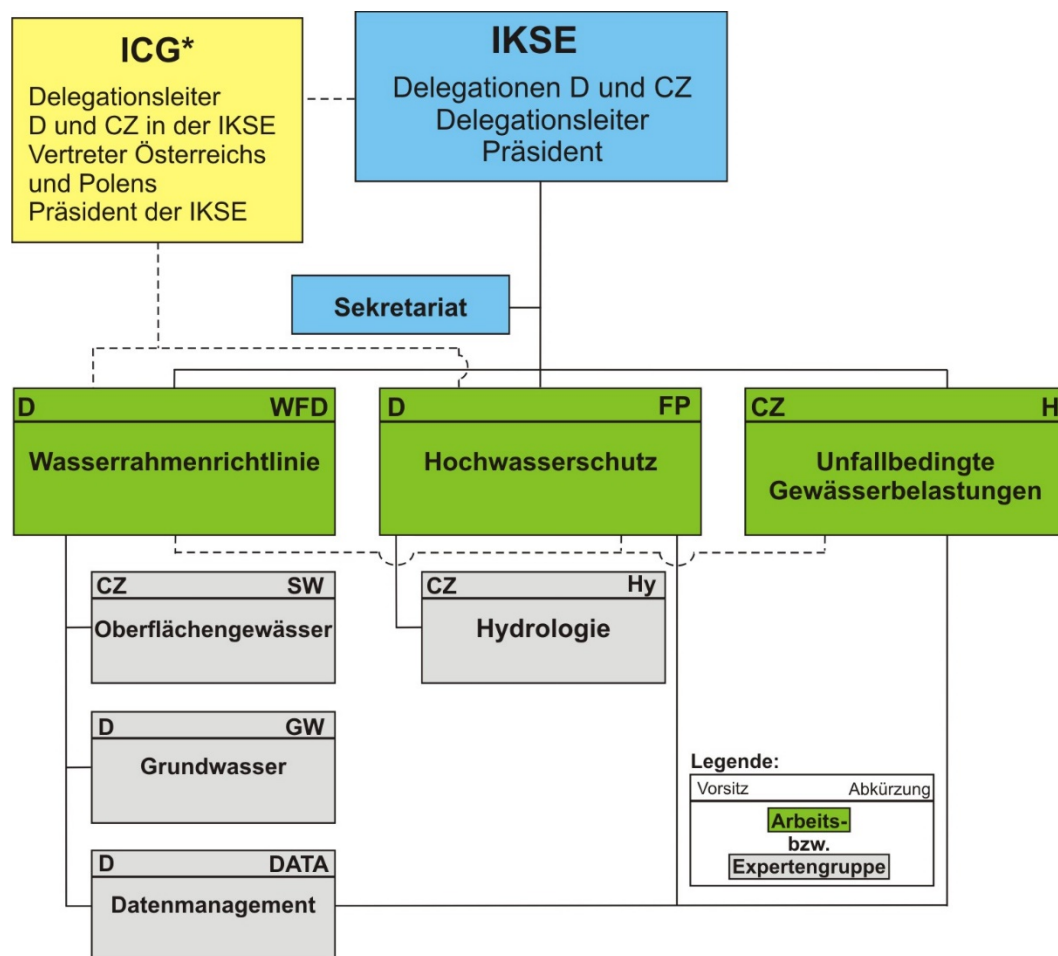 ICG*
Delegationsleiter
D und CZ in der IKSE
Vertreter Österreichs
und Polens
Präsident der IKSE
IKSE
Delegationen D und CZ
Delegationsleiter
Präsident
Sekretariat
D WFD
Wasserrahmenrichtlinie
D FP
Hochwasserschutz
CZ H
Unfallbedingte
Gewässerbelastungen
CZ SW
Oberflächengewässer
CZ Hy
Hydrologie
D GW
Grundwasser
D DATA
Datenmanagement
Legende:
Vorsitz Abkürzung
Arbeits-
bzw.
Expertengruppe